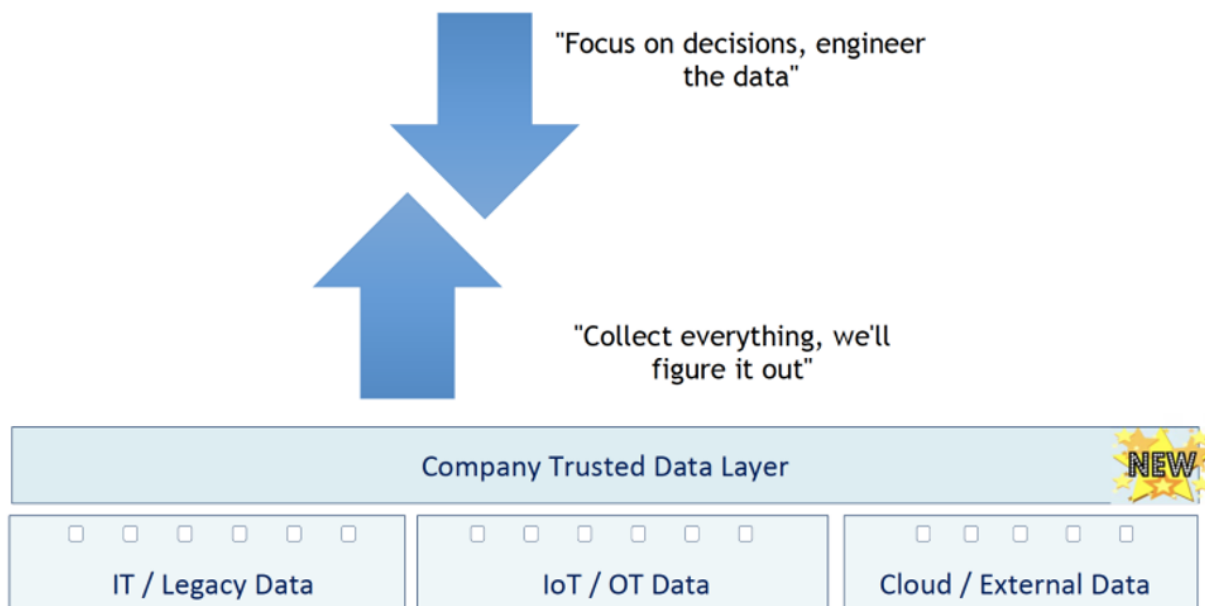 "Focus on decisions, engineer
the data"
"Collect everything, we'll
figure it out"
Company Trusted Data Layer
NEW
IT / Legacy Data
IoT / OT Data
Cloud / External Data